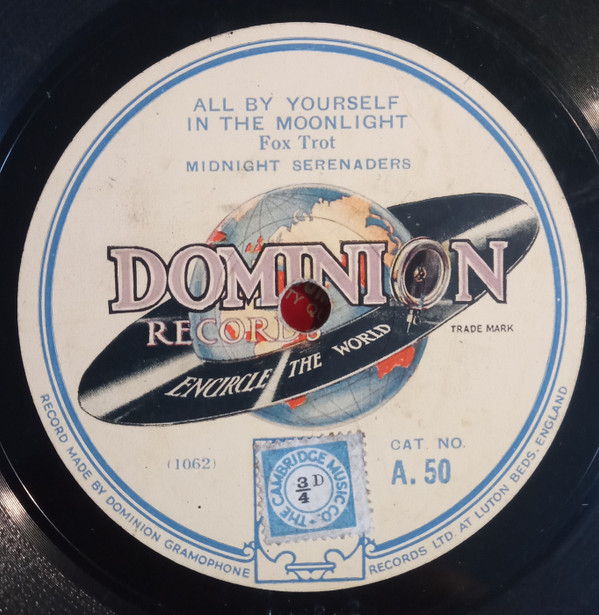 ALL BY YOURSELF
IN THE MOONLIGHT
Fox Trot
MIDNIGHT SERENADERS
DOMINION
RECORDS
TRADE MARK
ENCIRCLE THE WORLD
(1062)
CAT. NO.
A. 50
THE CAMBRIDGE MUSIC CO.
3/4 D
RECORD MADE BY DOMINION GRAMOPHONE RECORDS LTD. AT LUTON BEDS. ENGLAND